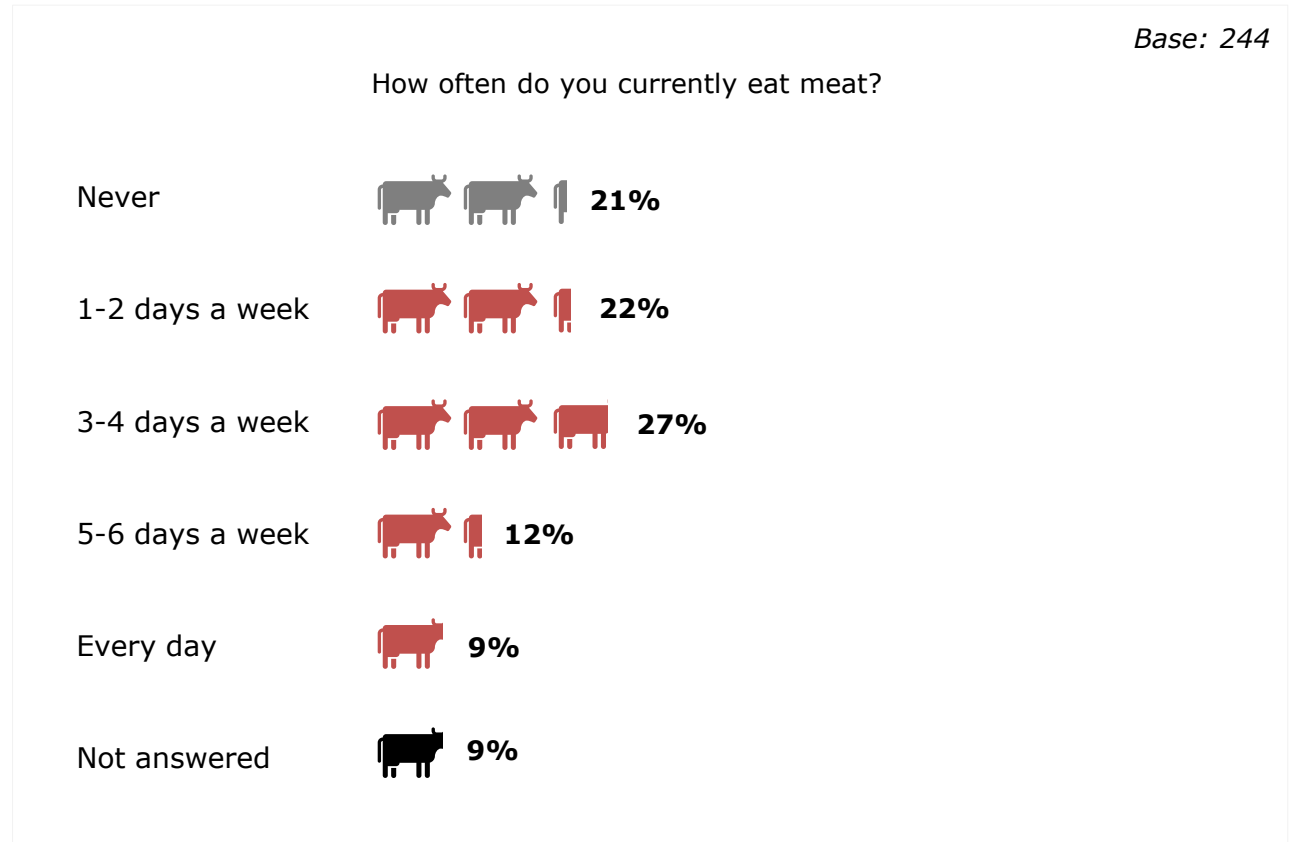 Base: 244
How often do you currently eat meat?
Never 21%
1-2 days a week 22%
3-4 days a week 27%
5-6 days a week 12%
Every day 9%
Not answered 9%